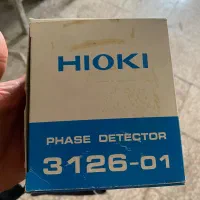 HIOKI
PHASE DETECTOR
3126-01